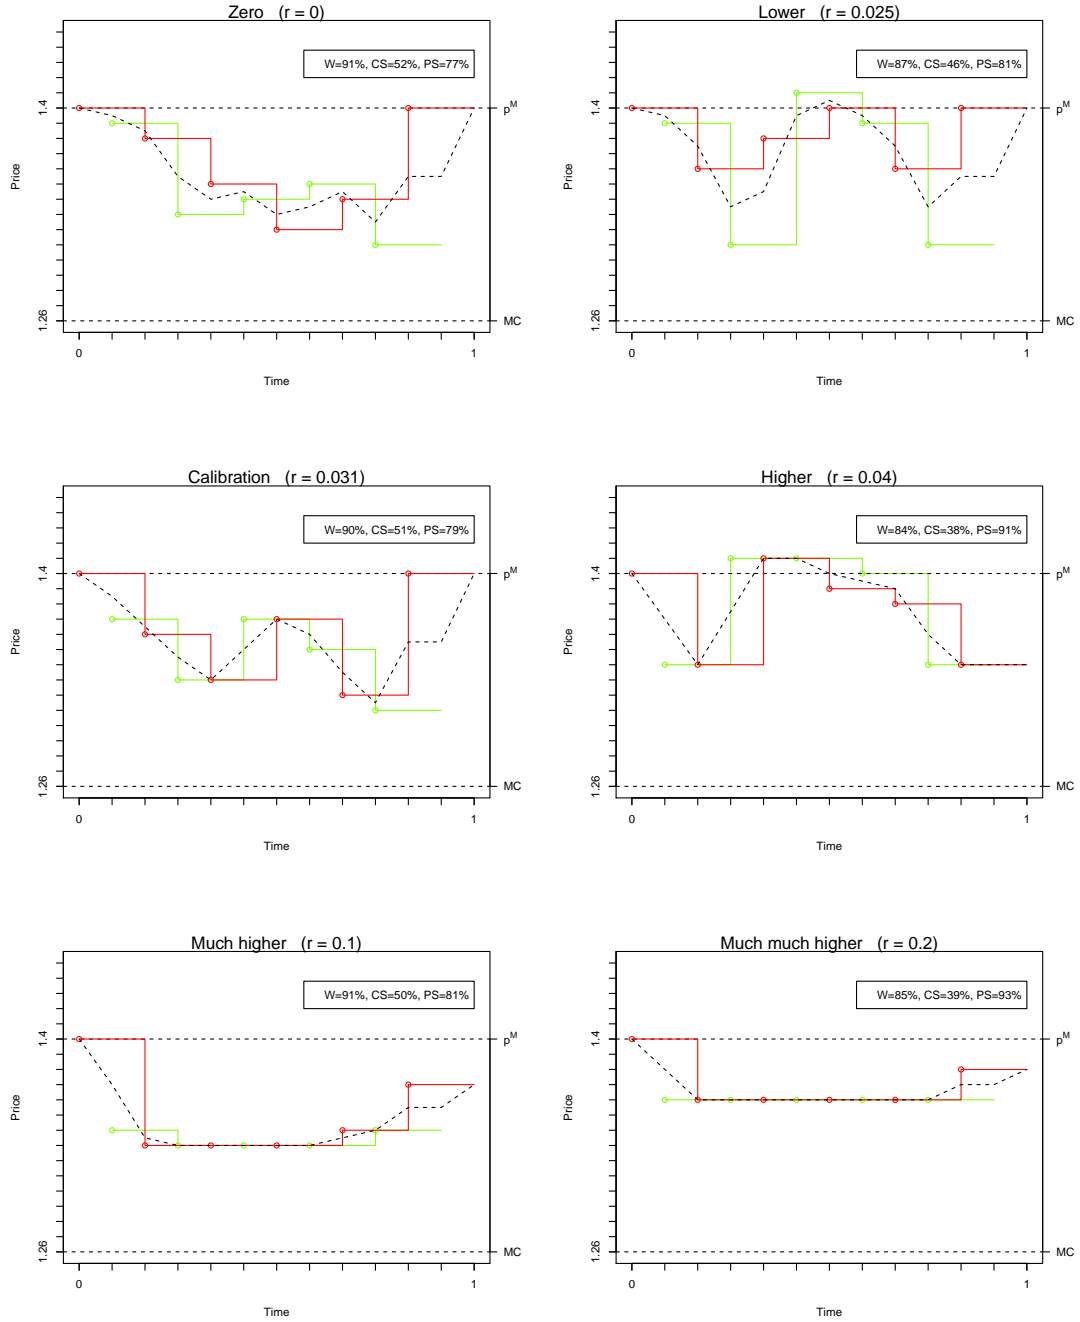 Zero (r = 0)
W=91%, CS=52%, PS=77%
1.4
p^M
Price
1.26
MC
0
1
Time
Lower (r = 0.025)
W=87%, CS=46%, PS=81%
1.4
p^M
Price
1.26
MC
0
1
Time
Calibration (r = 0.031)
W=90%, CS=51%, PS=79%
1.4
p^M
Price
1.26
MC
0
1
Time
Higher (r = 0.04)
W=84%, CS=38%, PS=91%
1.4
p^M
Price
1.26
MC
0
1
Time
Much higher (r = 0.1)
W=91%, CS=50%, PS=81%
1.4
p^M
Price
1.26
MC
0
1
Time
Much much higher (r = 0.2)
W=85%, CS=39%, PS=93%
1.4
p^M
Price
1.26
MC
0
1
Time